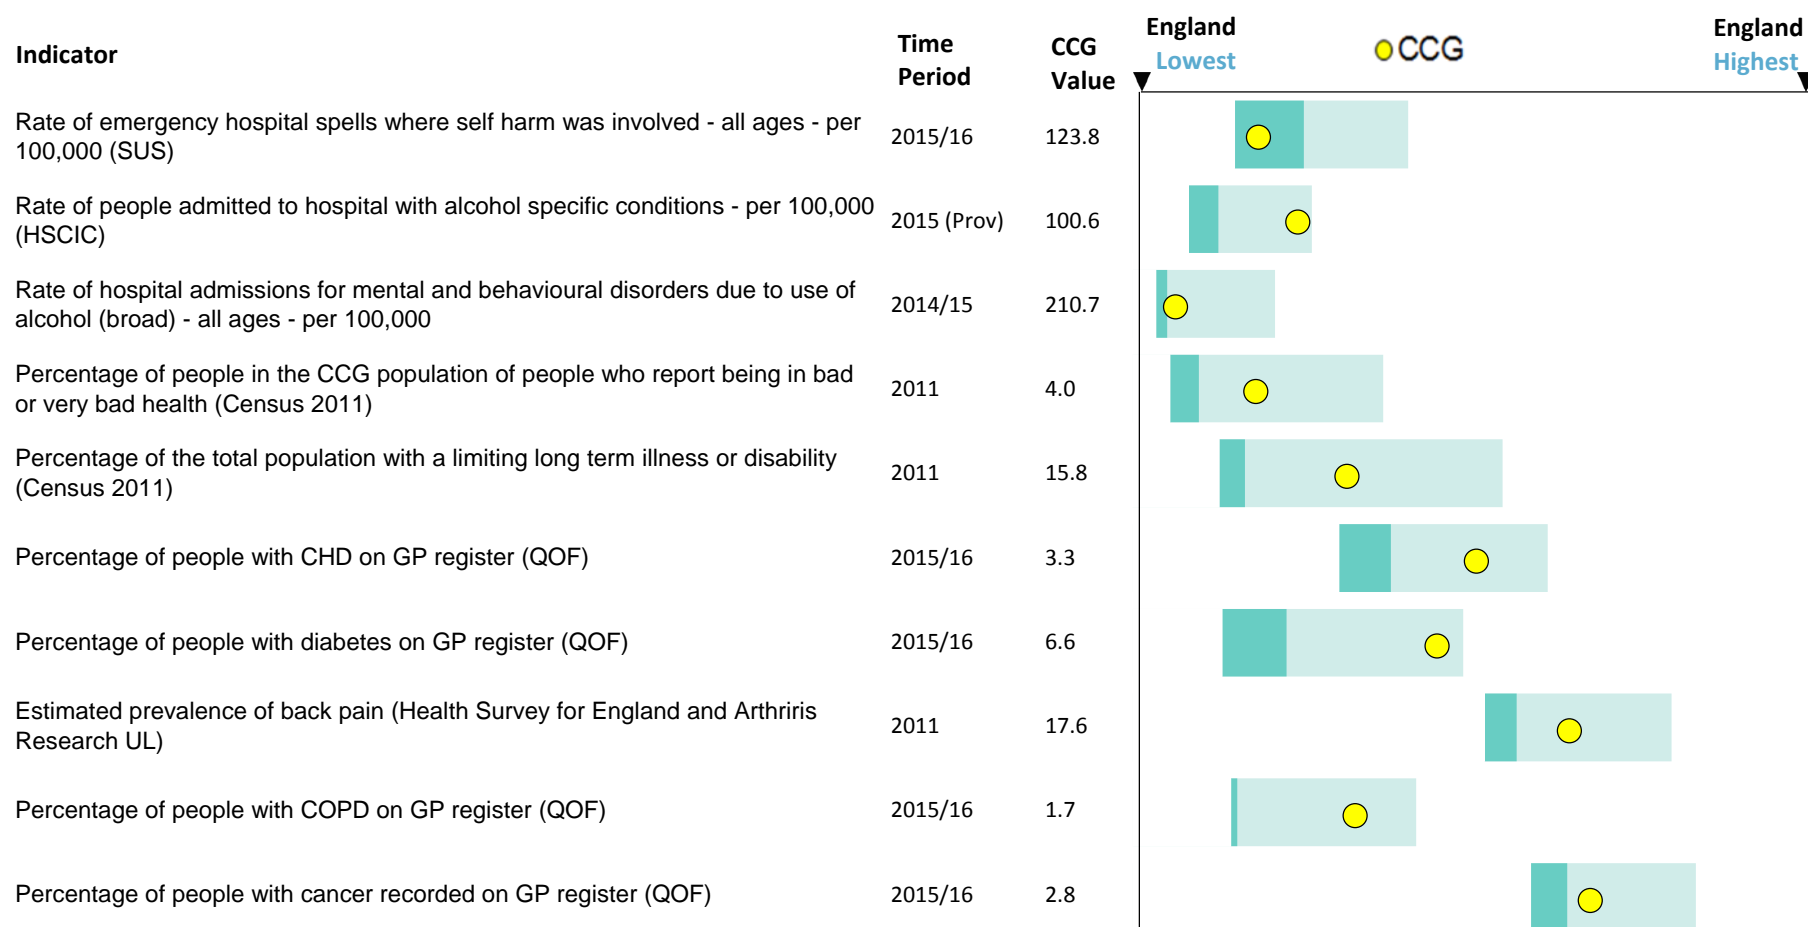 Indicator
Time
Period
CCG
Value
England
Lowest
CCG
England
Highest
Rate of emergency hospital spells where self harm was involved - all ages - per
100,000 (SUS)
2015/16
123.8
Rate of people admitted to hospital with alcohol specific conditions - per 100,000
(HSCIC)
2015 (Prov)
100.6
Rate of hospital admissions for mental and behavioural disorders due to use of
alcohol (broad) - all ages - per 100,000
2014/15
210.7
Percentage of people in the CCG population of people who report being in bad
or very bad health (Census 2011)
2011
4.0
Percentage of the total population with a limiting long term illness or disability
(Census 2011)
2011
15.8
Percentage of people with CHD on GP register (QOF)
2015/16
3.3
Percentage of people with diabetes on GP register (QOF)
2015/16
6.6
Estimated prevalence of back pain (Health Survey for England and Arthriris
Research UL)
2011
17.6
Percentage of people with COPD on GP register (QOF)
2015/16
1.7
Percentage of people with cancer recorded on GP register (QOF)
2015/16
2.8